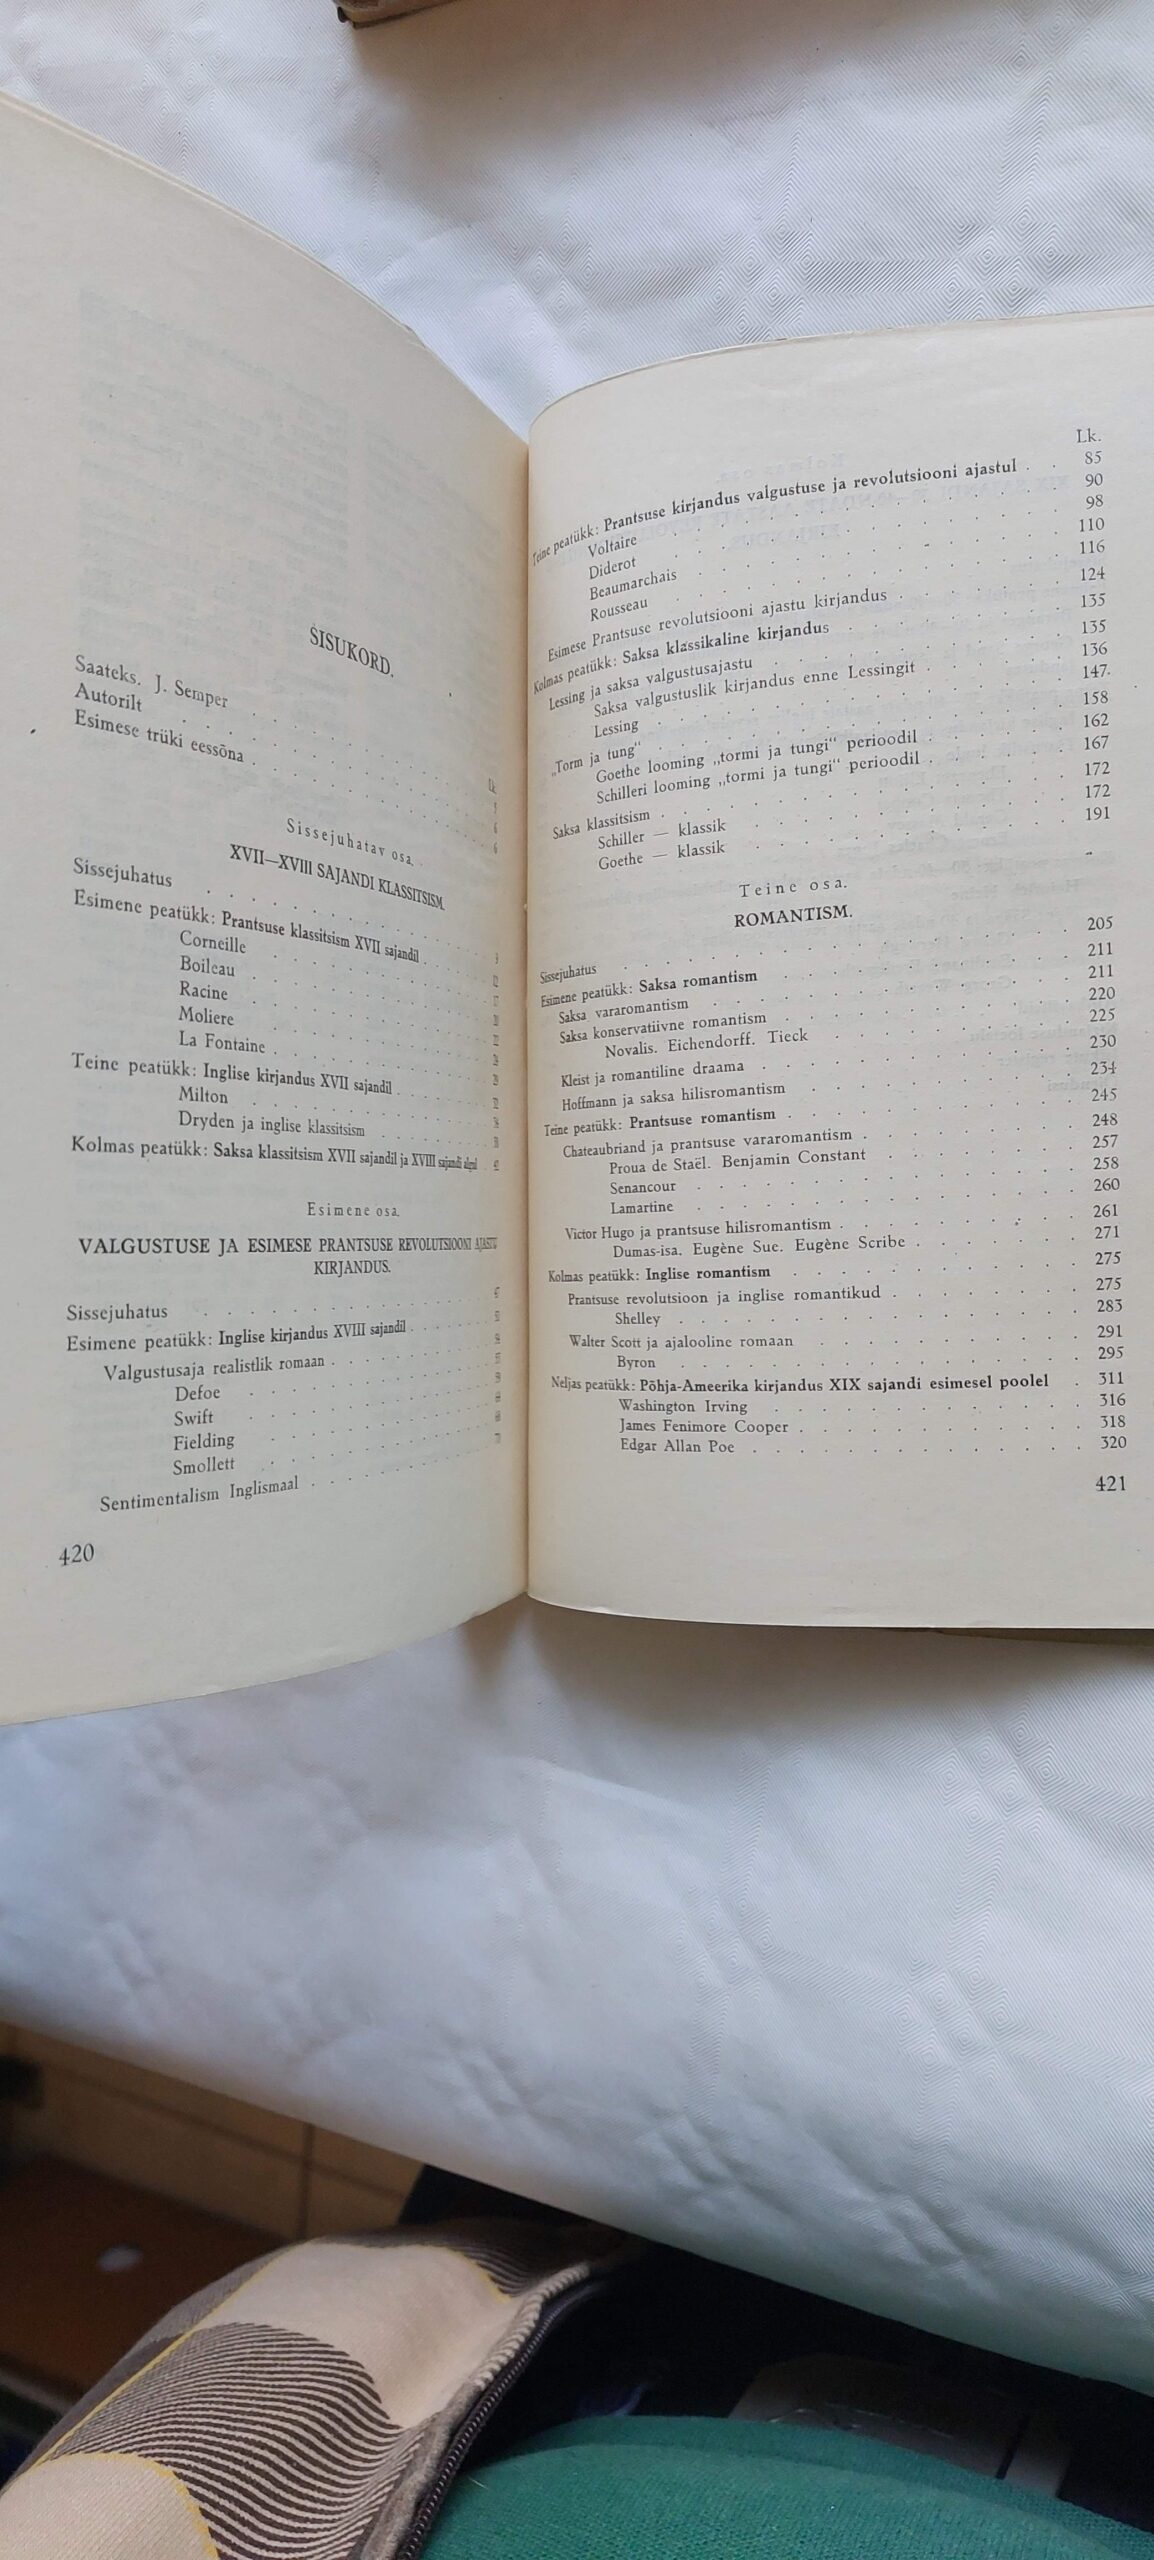 SISUKORD.
Lk.
Saateks. J. Semper . . . 5
Autorilt . . . 6
Esimese trüki eessõna . . . 6
Sissejuhatav osa.
XVII—XVIII SAJANDI KLASSITSISM.
Sissejuhatus . . . 9
Esimene peatükk: Prantsuse klassitsism XVII sajandil . . . 12
Corneille . . . 17
Boileau . . .
Racine . . . 22
Moliere . . .
La Fontaine . . . 29
Teine peatükk: Inglise kirjandus XVII sajandil . . . 32
Milton . . .
Dryden ja inglise klassitsism . . .
Kolmas peatükk: Saksa klassitsism XVII sajandil ja XVIII sajandi algul .
Esimene osa.
VALGUSTUSE JA ESIMESE PRANTSUSE REVOLUTSIOONI AJASTU
KIRJANDUS.
Sissejuhatus . . . 47
Esimene peatükk: Inglise kirjandus XVIII sajandil . . .
Valgustusaja realistlik romaan . . .
Defoe . . . 57
Swift . . .
Fielding . . .
Smollett . . .
Sentimentalism Inglismaal . . .
420
Lk.
Teine peatükk: Prantsuse kirjandus valgustuse ja revolutsiooni ajastul . . 85
Voltaire . . . 90
Diderot . . . 98
Beaumarchais . . . 110
Rousseau . . . 116
Esimese Prantsuse revolutsiooni ajastu kirjandus . . . 124
Kolmas peatükk: Saksa klassikaline kirjandus . . . 135
Lessing ja saksa valgustusajastu . . . 135
Saksa valgustuslik kirjandus enne Lessingit . . . 136
Lessing . . . 147
„Torm ja tung“ . . . 158
Goethe looming „tormi ja tungi“ perioodil . . . 162
Schilleri looming „tormi ja tungi“ perioodil . . . 167
Saksa klassitsism . . . 172
Schiller — klassik . . . 172
Goethe — klassik . . . 191
Teine osa.
ROMANTISM.
Sissejuhatus . . . 205
Esimene peatükk: Saksa romantism . . . 211
Saksa vararomantism . . . 211
Saksa konservatiivne romantism . . . 220
Novalis. Eichendorff. Tieck . . . 225
Kleist ja romantiline draama . . . 230
Hoffmann ja saksa hilisromantism . . . 234
Teine peatükk: Prantsuse romantism . . . 245
Chateaubriand ja prantsuse vararomantism . . . 248
Proua de Staël. Benjamin Constant . . . 257
Senancour . . . 258
Lamartine . . . 260
Victor Hugo ja prantsuse hilisromantism . . . 261
Dumas-isa. Eugène Sue. Eugène Scribe . . . 271
Kolmas peatükk: Inglise romantism . . . 275
Prantsuse revolutsioon ja inglise romantikud . . . 275
Shelley . . . 283
Walter Scott ja ajalooline romaan . . . 291
Byron . . . 295
Neljas peatükk: Põhja-Ameerika kirjandus XIX sajandi esimesel poolel . 311
Washington Irving . . . 316
James Fenimore Cooper . . . 318
Edgar Allan Poe . . . 320
421